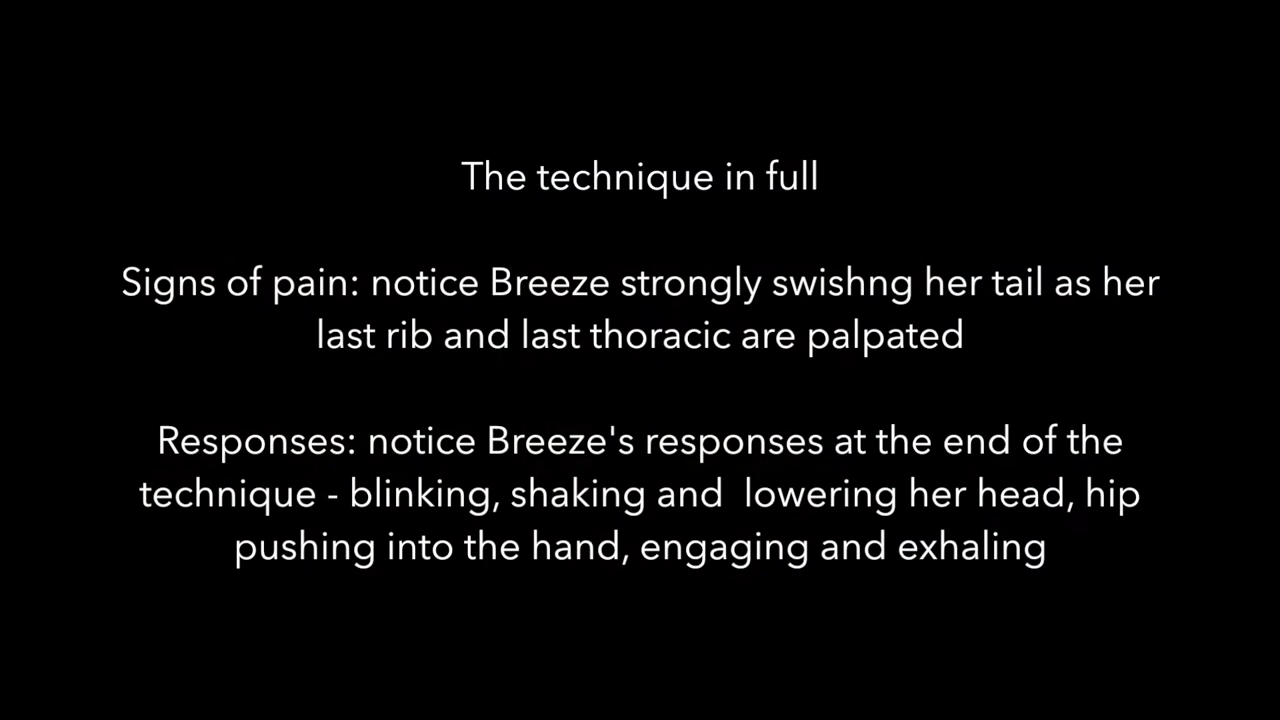 The technique in full
Signs of pain: notice Breeze strongly swishng her tail as her
last rib and last thoracic are palpated
Responses: notice Breeze's responses at the end of the
technique - blinking, shaking and  lowering her head, hip
pushing into the hand, engaging and exhaling